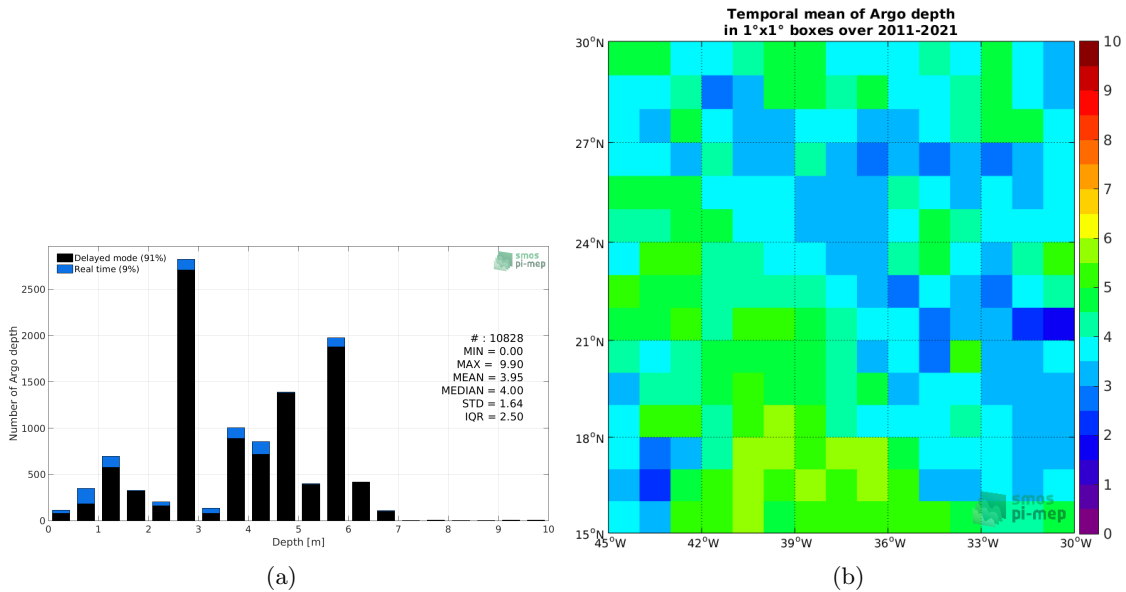 Delayed mode (91%)
Real time (9%)
smos
pi-mep
Number of Argo depth
2500
2000
1500
1000
500
0
# : 10828
MIN = 0.00
MAX = 9.90
MEAN = 3.95
MEDIAN = 4.00
STD = 1.64
IQR = 2.50
0 1 2 3 4 5 6 7 8 9 10
Depth [m]
(a)
Temporal mean of Argo depth
in 1°x1° boxes over 2011-2021
30°N
27°N
24°N
21°N
18°N
15°N
45°W 42°W 39°W 36°W 33°W 30°W
smos
pi-mep
10
9
8
7
6
5
4
3
2
1
0
(b)